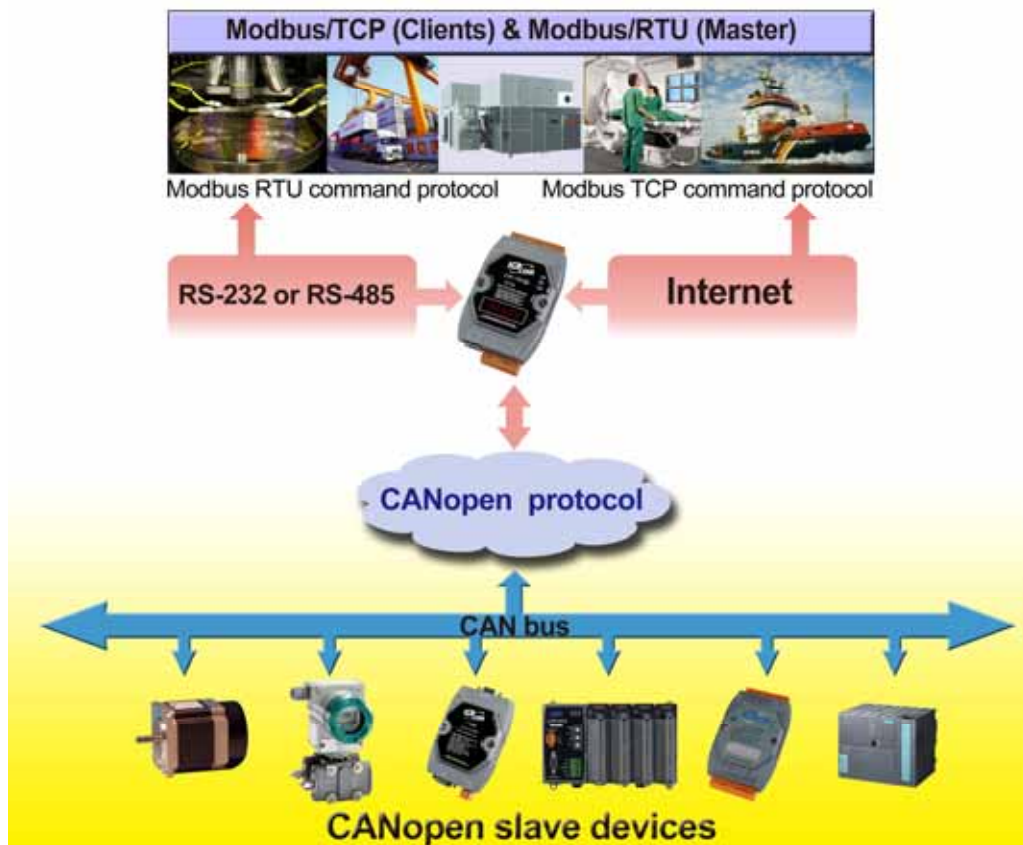 Modbus/TCP (Clients) & Modbus/RTU (Master)
Modbus RTU command protocol
Modbus TCP command protocol
RS-232 or RS-485
Internet
CANopen protocol
CAN bus
CANopen slave devices